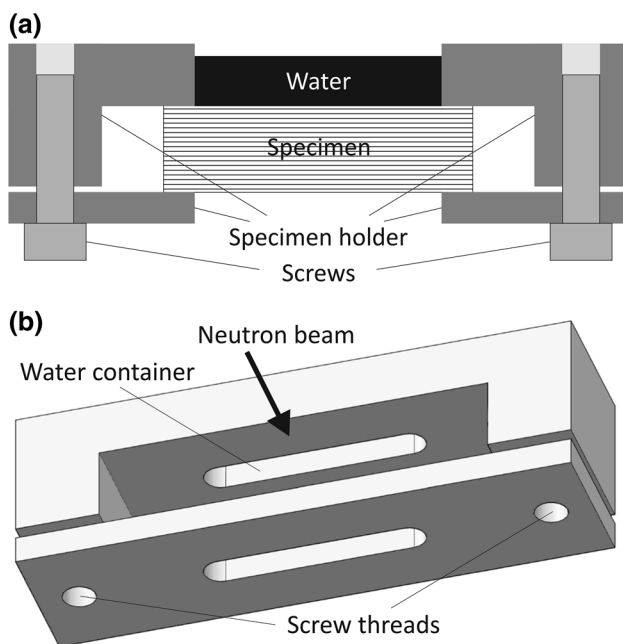 (a)
Water
Specimen
Specimen holder
Screws
(b)
Neutron beam
Water container
Screw threads